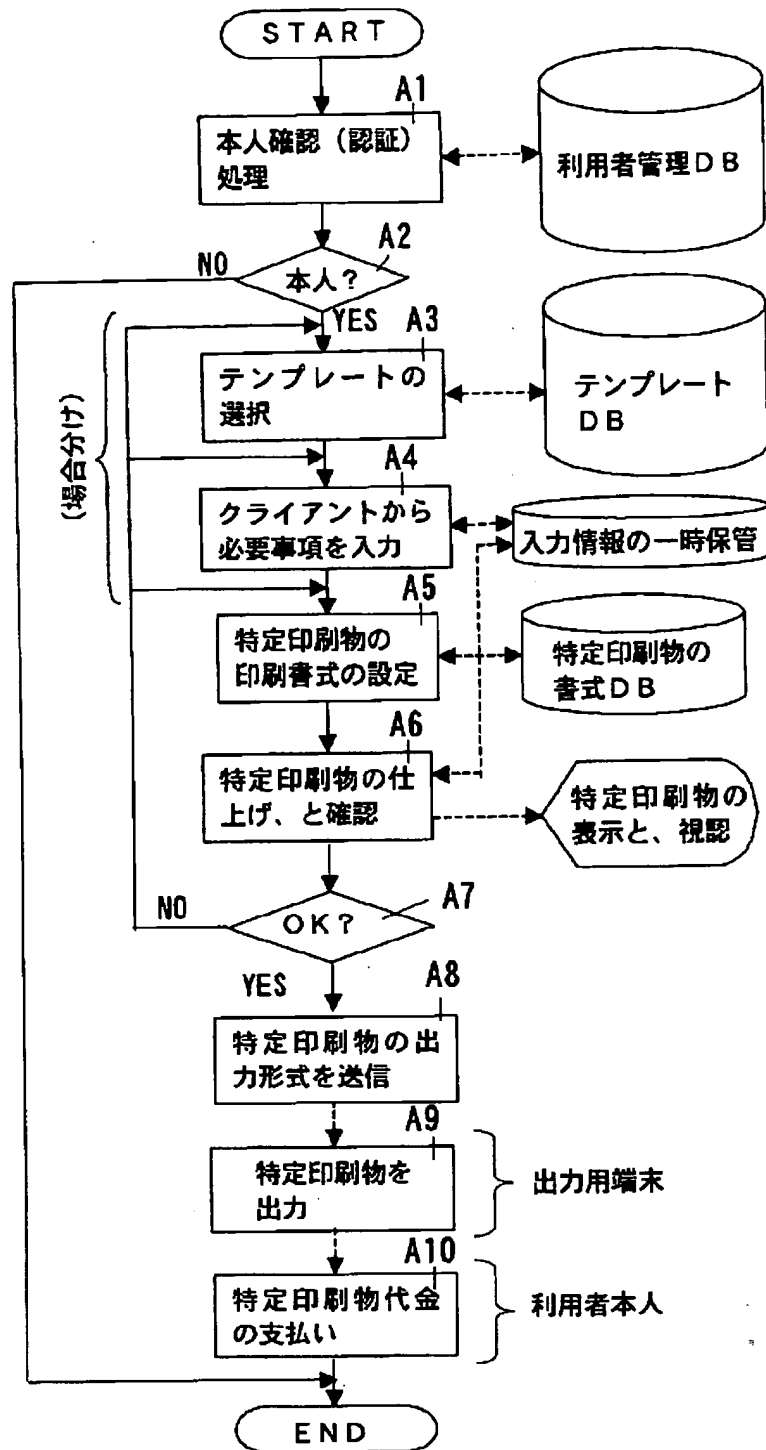 START
A1
本人確認（認証）
処理
利用者管理DB
A2
本人？
NO
YES
A3
テンプレートの
選択
テンプレート
DB
(場合分け)
A4
クライアントから
必要事項を入力
入力情報の一時保管
A5
特定印刷物の
印刷書式の設定
特定印刷物の
書式DB
A6
特定印刷物の仕
上げ、と確認
特定印刷物の
表示と、視認
A7
OK？
NO
YES
A8
特定印刷物の出
力形式を送信
A9
特定印刷物を
出力
出力用端末
A10
特定印刷物代金
の支払い
利用者本人
END